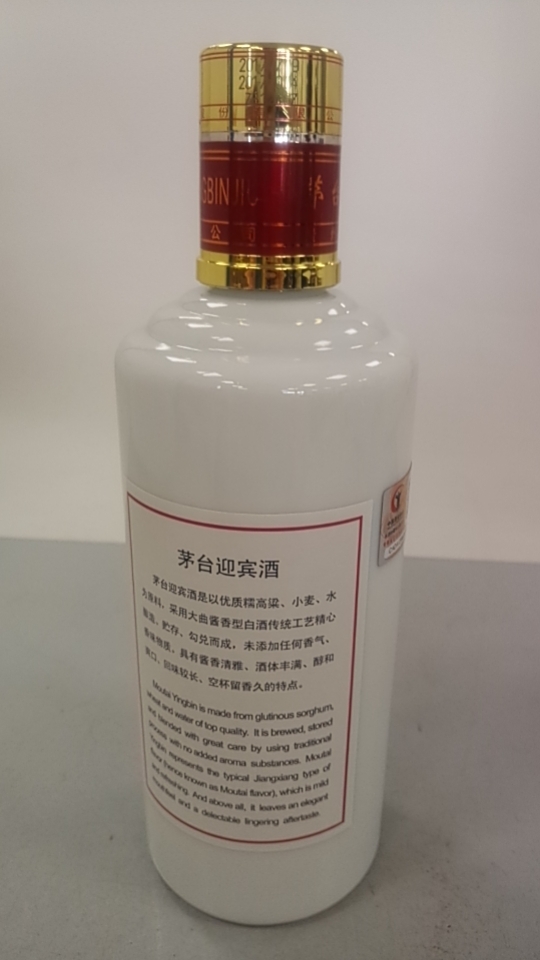 份
GBINJI
茅台
公司
茅台迎宾酒
茅台迎宾酒是以优质糯高粱、小麦、水
为原料，采用大曲酱香型白酒传统工艺精心
酿造、贮存、勾兑而成，未添加任何香气、
香味物质，具有酱香清雅、酒体丰满、醇和
爽口、回味较长、空杯留香久的特点。
Moutai Yingbin is made from glutinous sorghum,
wheat and water of top quality. It is brewed, stored
and blended with great care by using traditional
process with no added aroma substances. Moutai
Yingbin represents the typical Jiangxiang type of
flavor (hence known as Moutai flavor), which is mild
and refreshing. And above all, it leaves an elegant
mouthfeel and a delectable lingering aftertaste.